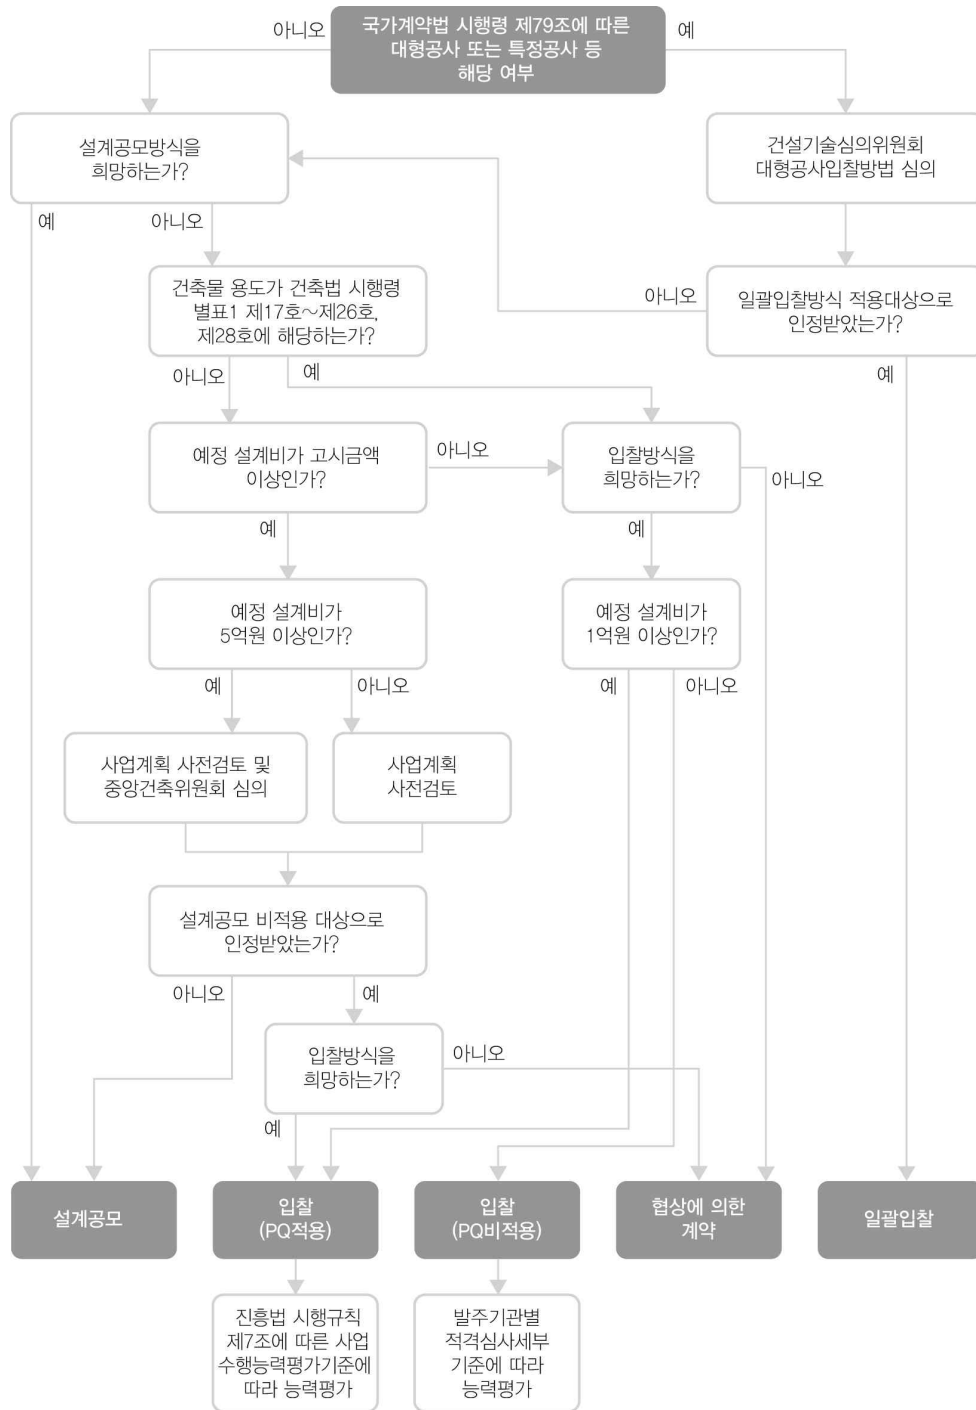 국가계약법 시행령 제79조에 따른
대형공사 또는 특정공사 등
해당 여부
아니오
예
설계공모방식을
희망하는가?
건설기술심의위원회
대형공사입찰방법 심의
예
아니오
건축물 용도가 건축법 시행령
별표1 제17호~제26호,
제28호에 해당하는가?
아니오
일괄입찰방식 적용대상으로
인정받았는가?
아니오
예
예
예정 설계비가 고시금액
이상인가?
아니오
입찰방식을
희망하는가?
아니오
예
예
예정 설계비가
5억원 이상인가?
예정 설계비가
1억원 이상인가?
예
아니오
예
아니오
사업계획 사전검토 및
중앙건축위원회 심의
사업계획
사전검토
설계공모 비적용 대상으로
인정받았는가?
아니오
예
입찰방식을
희망하는가?
아니오
예
설계공모
입찰
(PQ적용)
입찰
(PQ비적용)
협상에 의한
계약
일괄입찰
진흥법 시행규칙
제7조에 따른 사업
수행능력평가기준에
따라 능력평가
발주기관별
적격심사세부
기준에 따라
능력평가